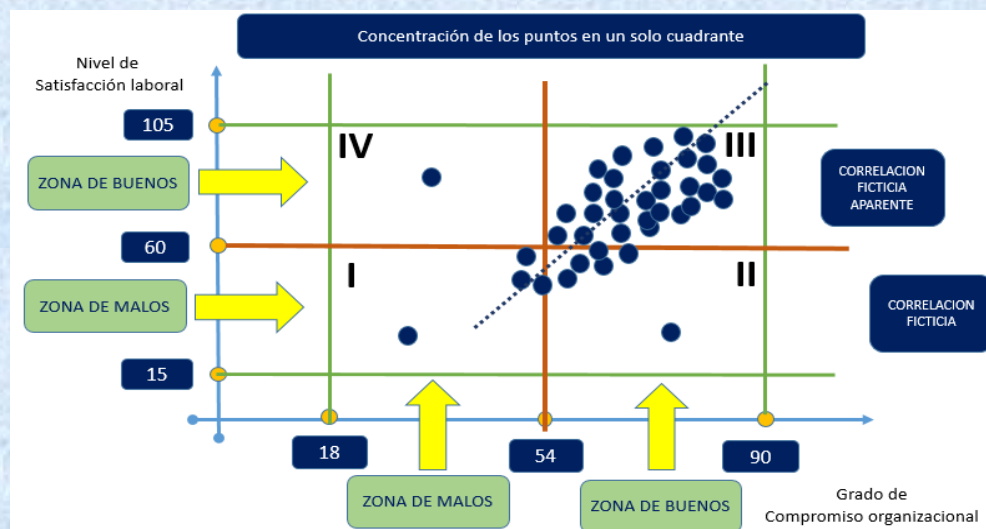 Concentración de los puntos en un solo cuadrante
Nivel de
Satisfacción laboral
105
IV
III
ZONA DE BUENOS
CORRELACION
FICTICIA
APARENTE
60
I
II
ZONA DE MALOS
CORRELACION
FICTICIA
15
18
54
90
ZONA DE MALOS
ZONA DE BUENOS
Grado de
Compromiso organizacional